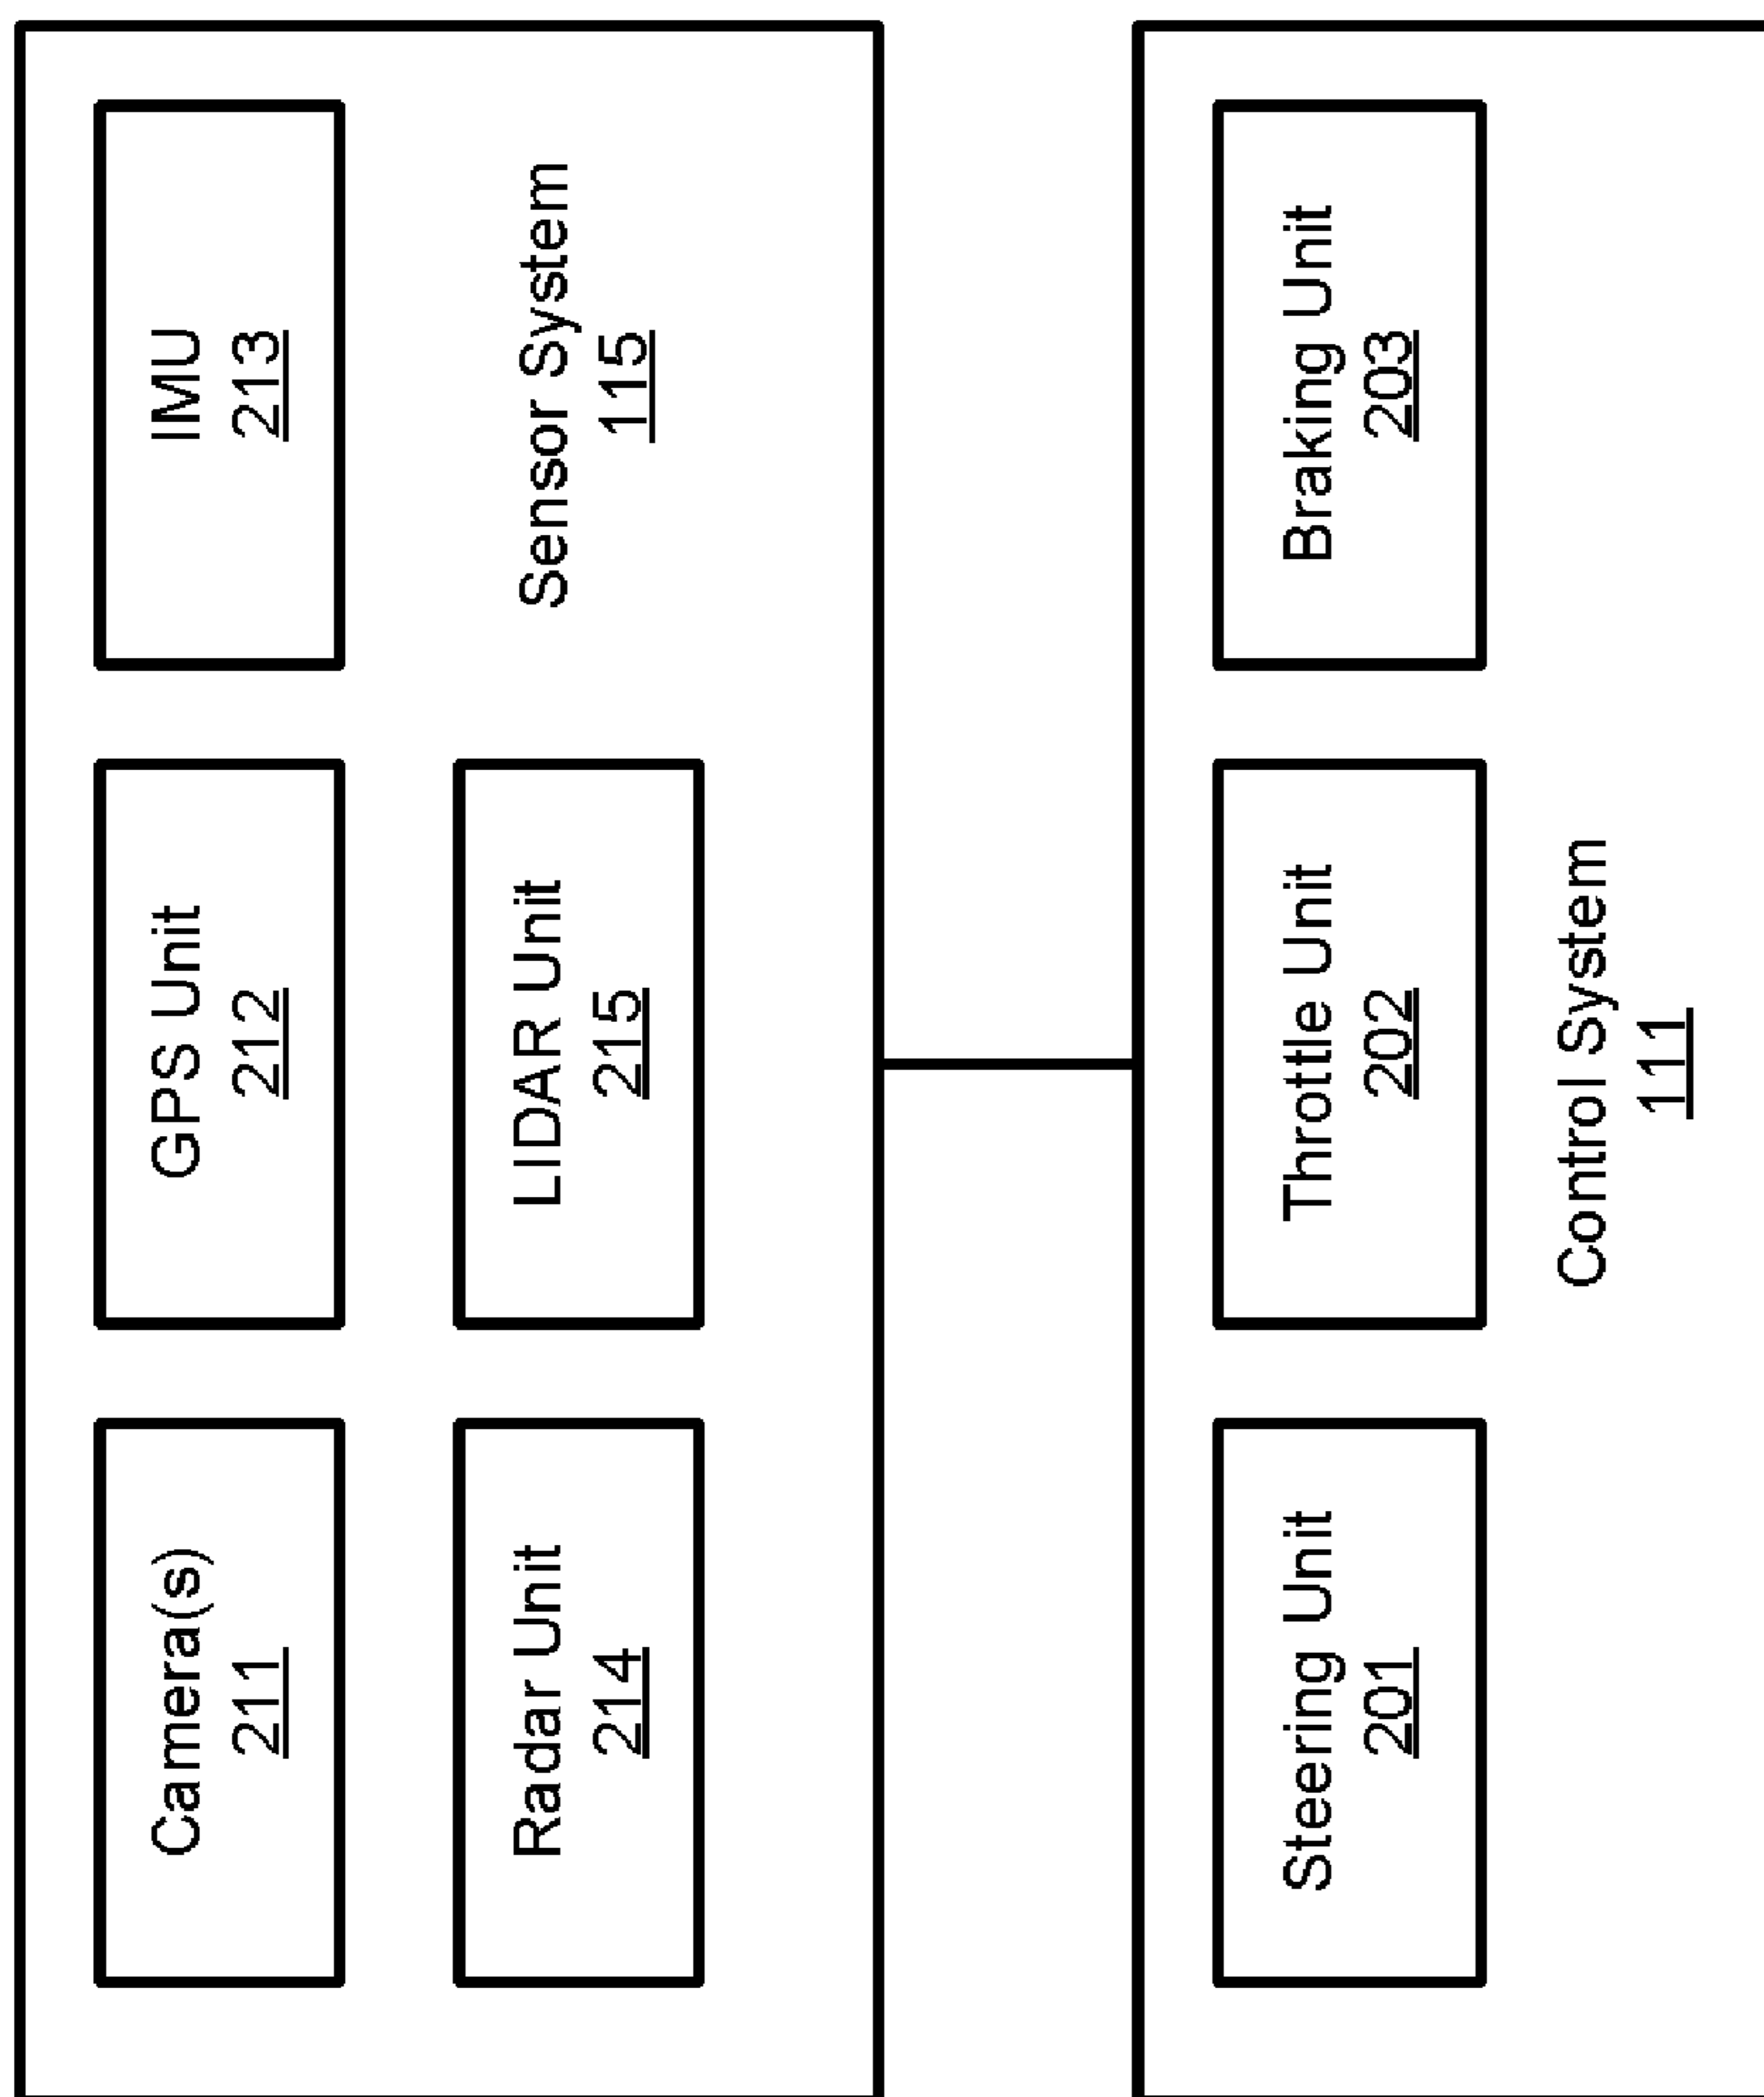 Camera(s)
211
GPS Unit
212
IMU
213
Radar Unit
214
LIDAR Unit
215
Sensor System
115
Steering Unit
201
Throttle Unit
202
Braking Unit
203
Control System
111